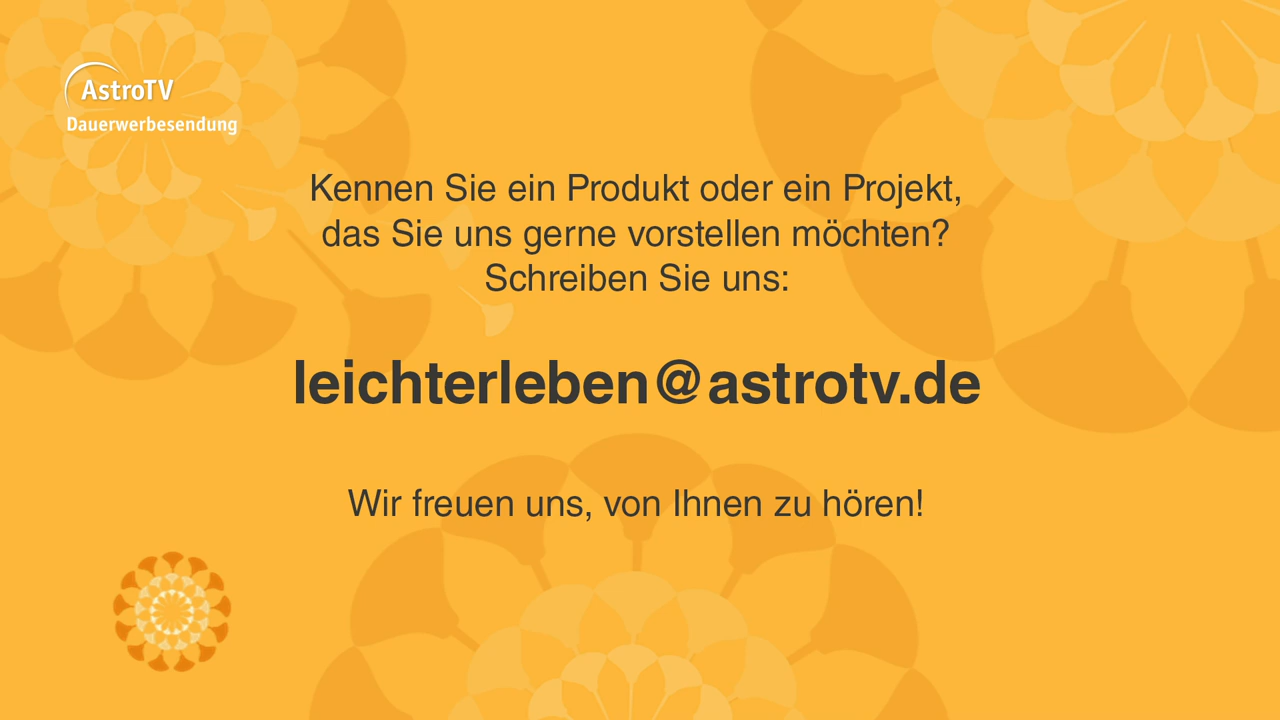 AstroTV
Dauerwerbesendung
Kennen Sie ein Produkt oder ein Projekt,
das Sie uns gerne vorstellen möchten?
Schreiben Sie uns:
leichterleben@astrotv.de
Wir freuen uns, von Ihnen zu hören!